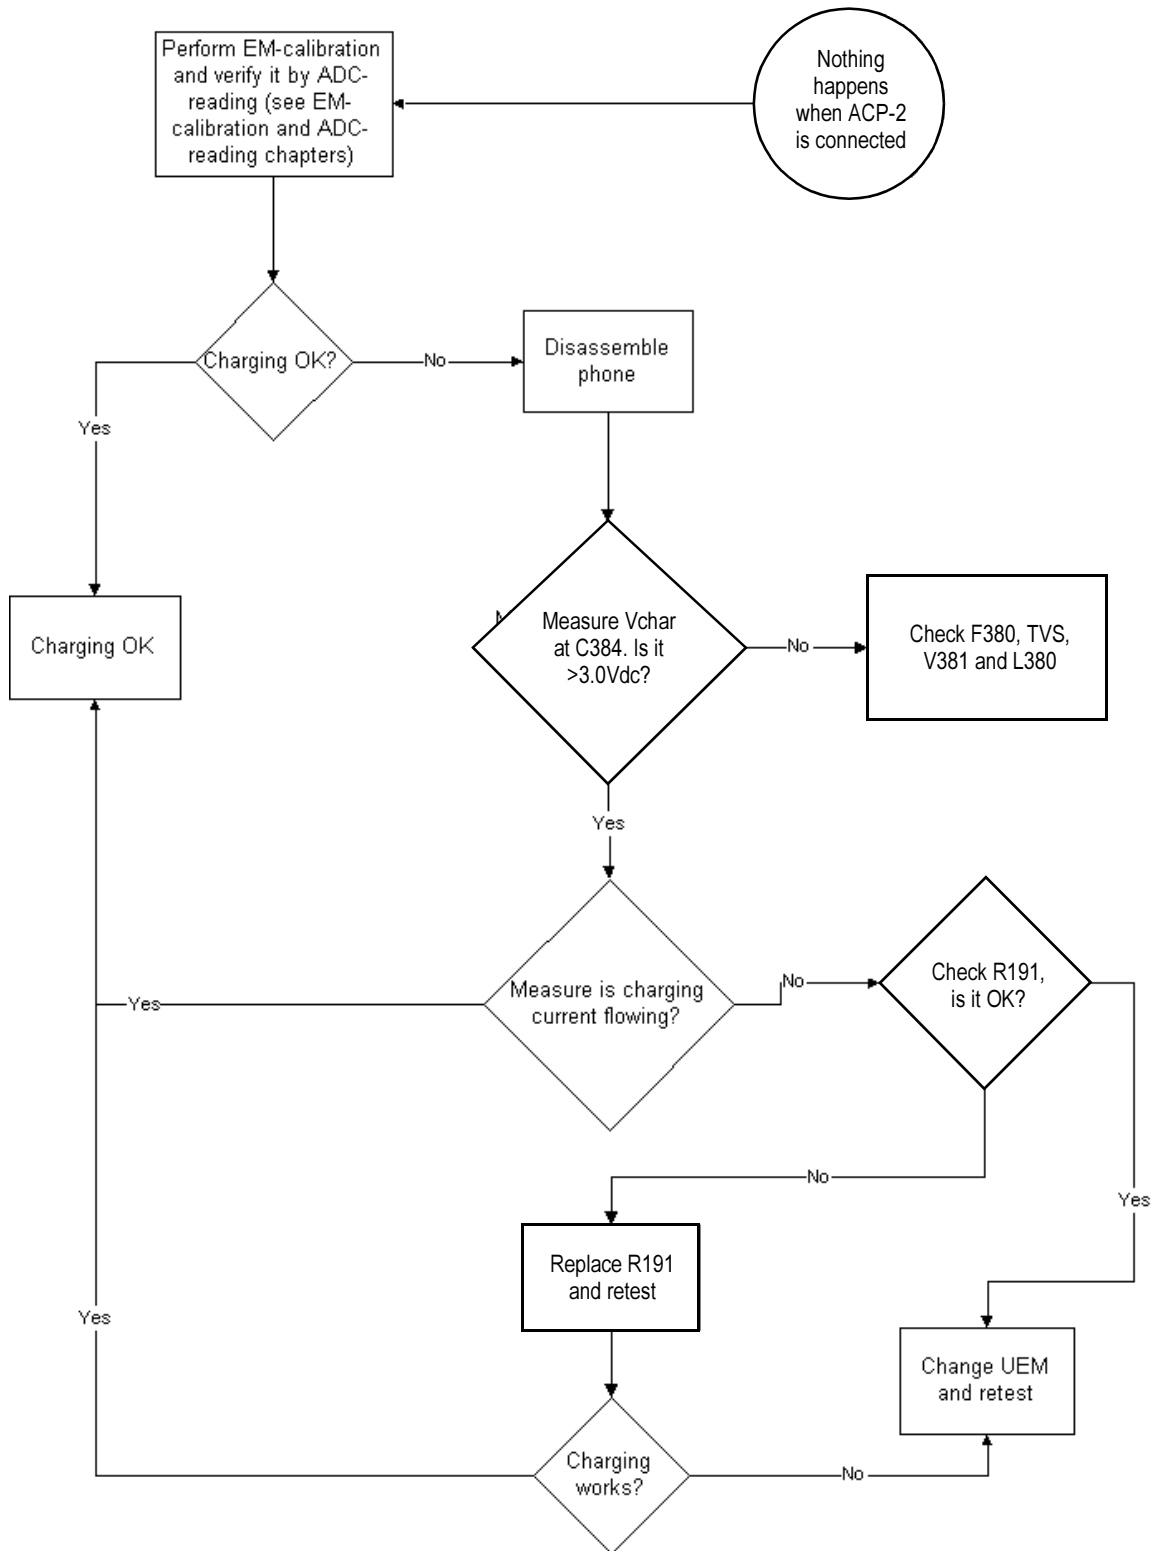 Perform EM-calibration
and verify it by ADC-
reading (see EM-
calibration and ADC-
reading chapters)
Nothing
happens
when ACP-2
is connected
Charging OK?
No
Disassemble
phone
Yes
Charging OK
Measure Vchar
at C384. Is it
>3.0Vdc?
No
Check F380, TVS,
V381 and L380
Yes
Measure is charging
current flowing?
Yes
No
Check R191,
is it OK?
No
Yes
Replace R191
and retest
Yes
Change UEM
and retest
Charging
works?
No